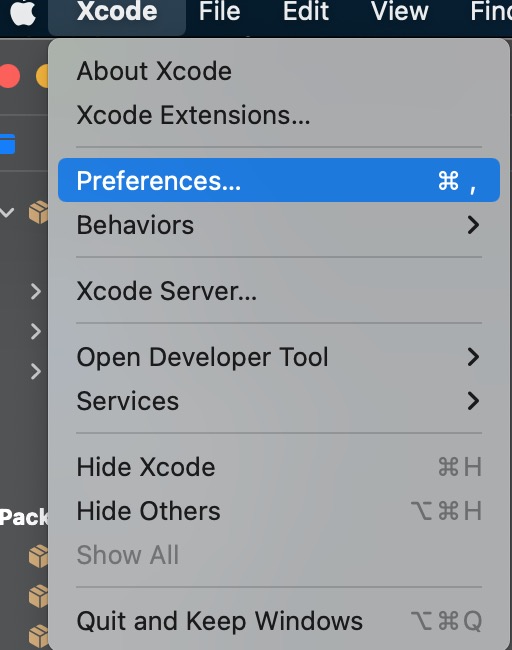 Xcode File Edit View Find
About Xcode
Xcode Extensions...
Preferences... ⌘ ,
Behaviors
Xcode Server...
Open Developer Tool
Services
Hide Xcode ⌘H
Hide Others ⌥⌘H
Pack
Show All
Quit and Keep Windows ⌥⌘Q